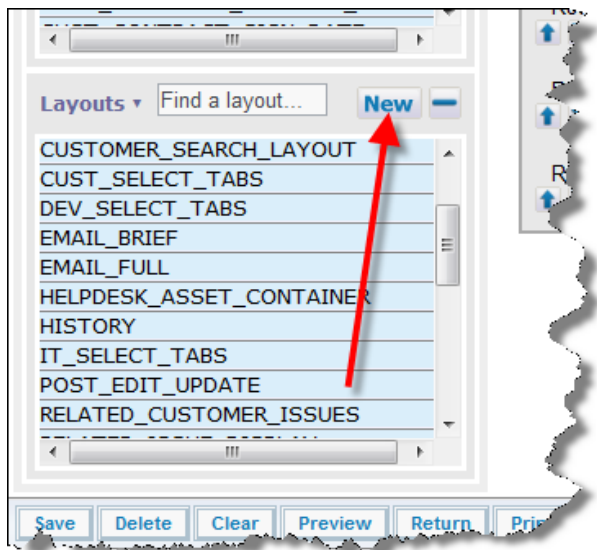 Layouts ▾ Find a layout... New
CUSTOMER_SEARCH_LAYOUT
CUST_SELECT_TABS
DEV_SELECT_TABS
EMAIL_BRIEF
EMAIL_FULL
HELPDESK_ASSET_CONTAINER
HISTORY
IT_SELECT_TABS
POST_EDIT_UPDATE
RELATED_CUSTOMER_ISSUES
Save Delete Clear Preview Return